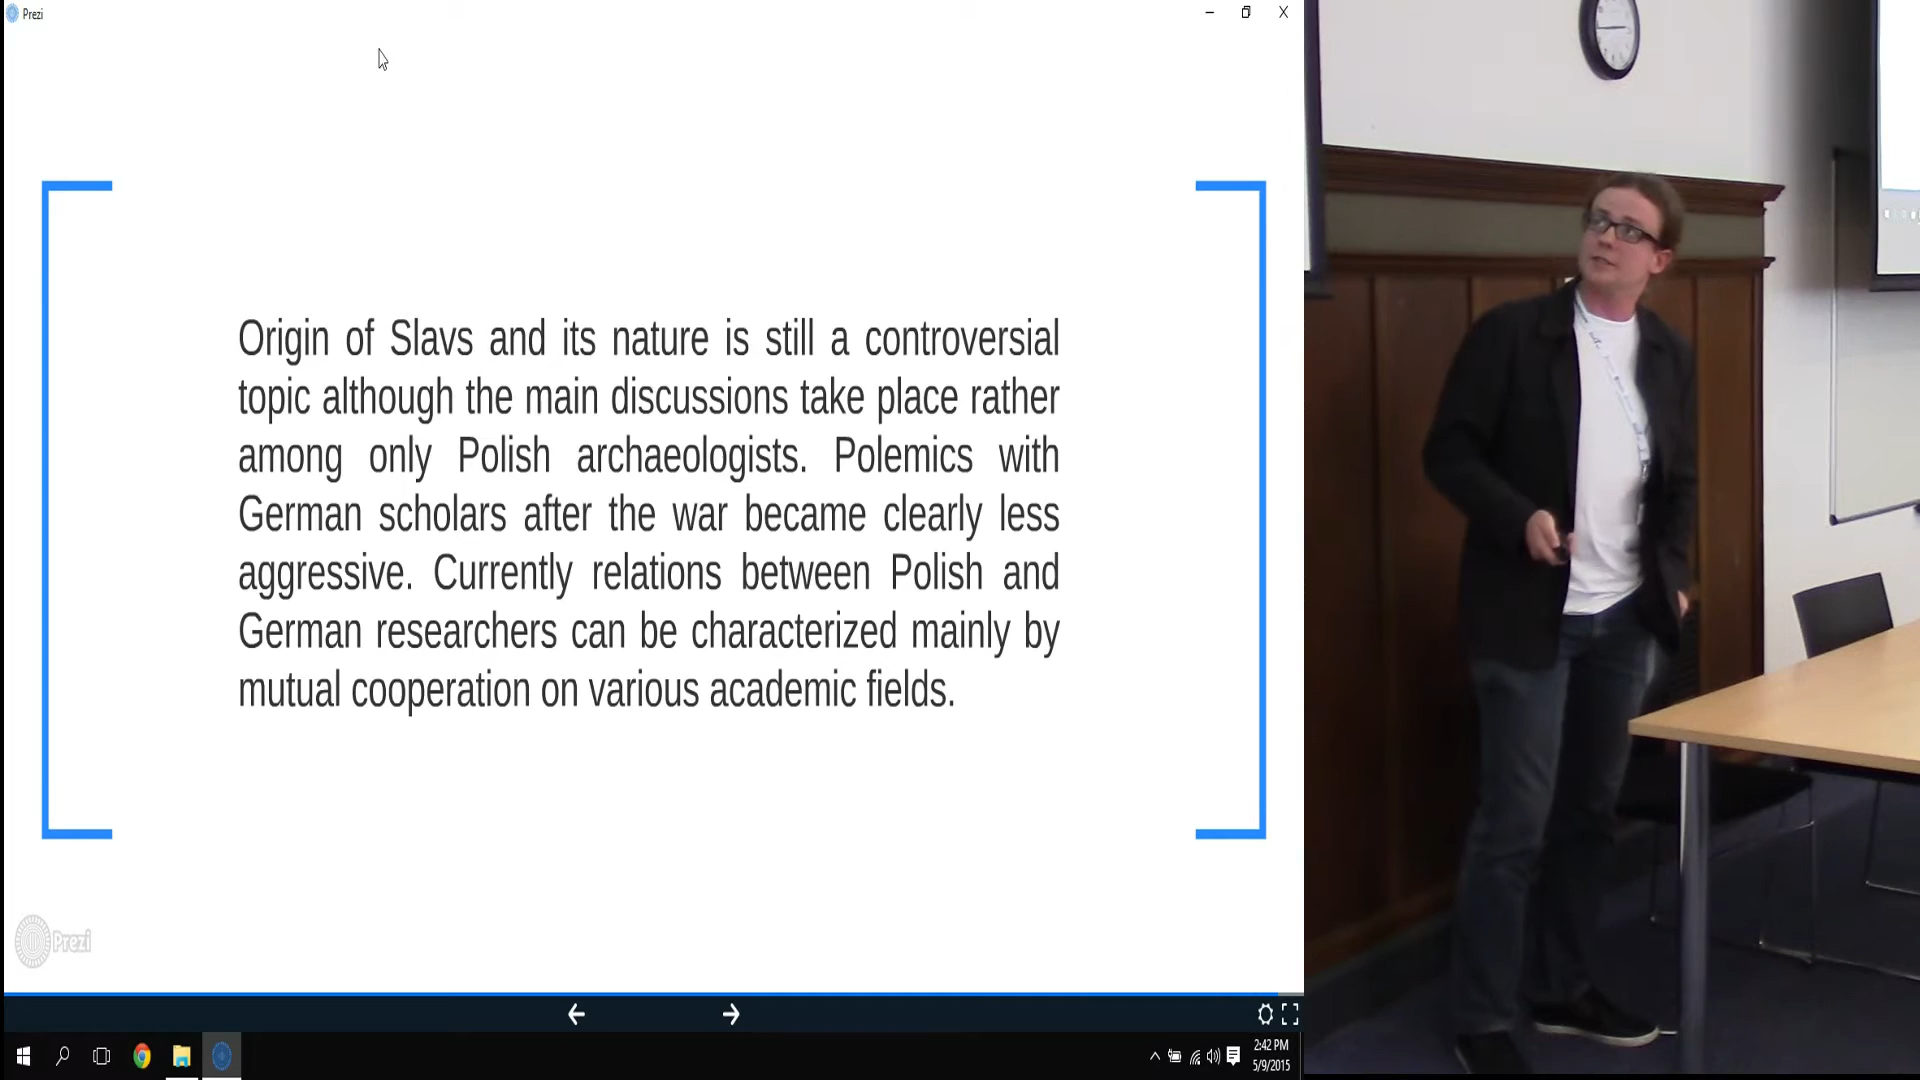 Prezi
Origin of Slavs and its nature is still a controversial
topic although the main discussions take place rather
among only Polish archaeologists. Polemics with
German scholars after the war became clearly less
aggressive. Currently relations between Polish and
German researchers can be characterized mainly by
mutual cooperation on various academic fields.
Prezi
2:42 PM
5/9/2015